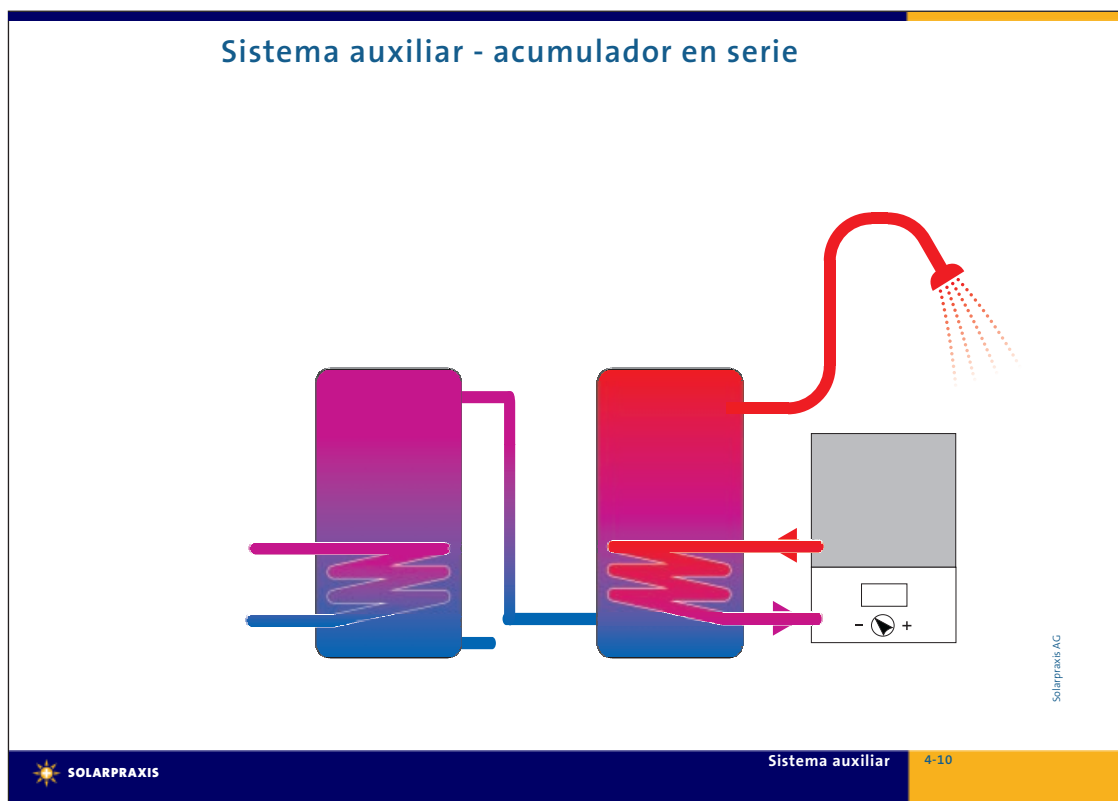 Sistema auxiliar - acumulador en serie
- +
Solarpraxis AG
SOLARPRAXIS
Sistema auxiliar 4-10